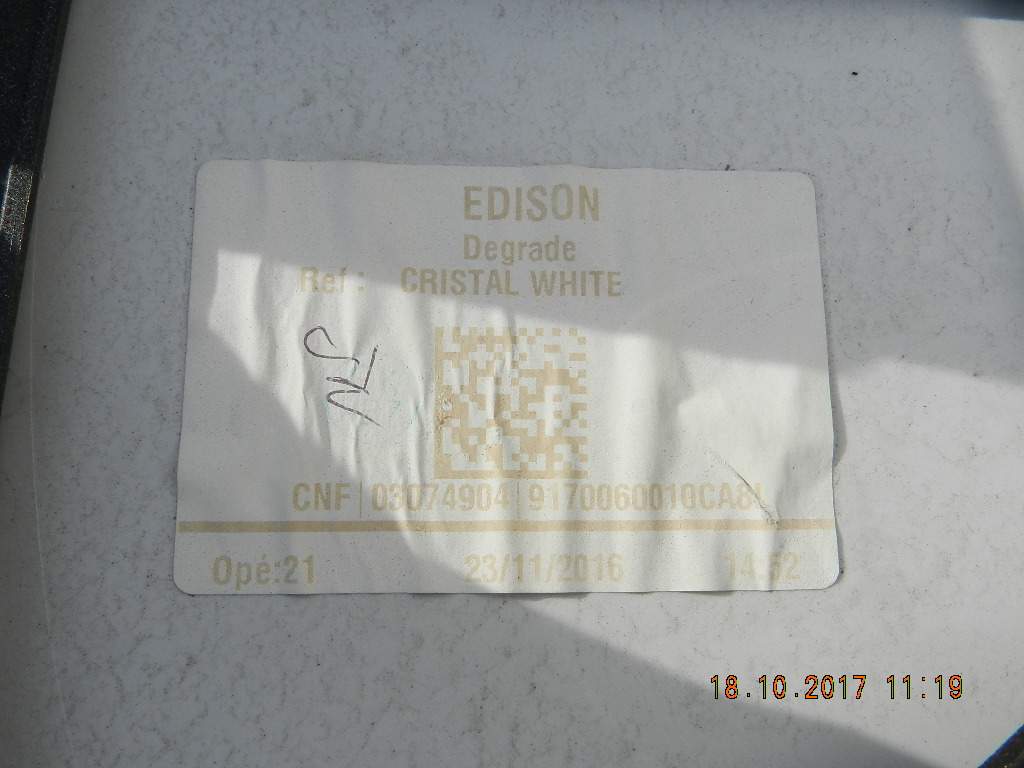 EDISON
Degrade
Ref : CRISTAL WHITE
CNF 03074904 9170060010CA8L
Opé:21 23/11/2016 14:52
18.10.2017 11:19